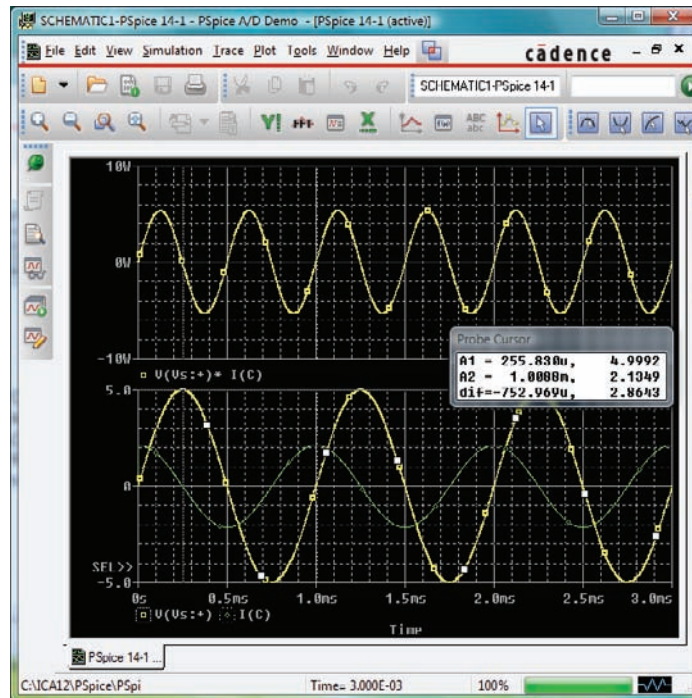 SCHEMATIC1-PSpice 14-1 - PSpice A/D Demo - [PSpice 14-1 (active)]
File Edit View Simulation Trace Plot Tools Window Help
cādence
SCHEMATIC1-PSpice 14-1
ABC
abc
10W
0W
-10W
V(Vs:+)* I(C)
Probe Cursor
A1 = 255.830u, 4.9992
A2 = 1.0088m, 2.1349
dif=-752.969u, 2.8643
5.0
0
SEL>>
-5.0
0s 0.5ms 1.0ms 1.5ms 2.0ms 2.5ms 3.0ms
V(Vs:+) I(C)
Time
PSpice 14-1 ...
C:\ICA12\PSpice\PSpi Time= 3.000E-03 100%